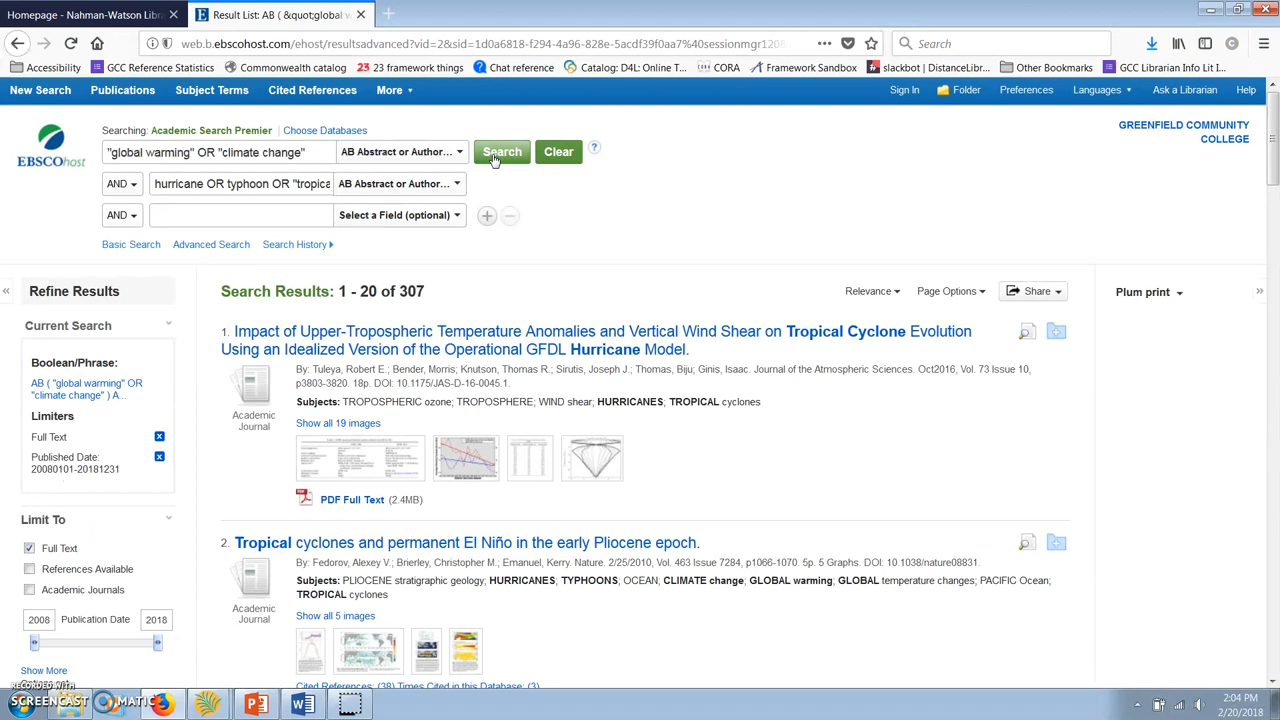 Homepage - Nahman-Watson Libr
Result List: AB ( &quot;global w
web.b.ebscohost.com/ehost/resultsadvanced?vid=2&sid=1d0a6818-f294-4a96-828e-5acdf39f0aa7%40sessionmgr120
Search
Accessibility
GCC Reference Statistics
Commonwealth catalog
23 framework things
Chat reference
Catalog: D4L: Online T...
CORA
Framework Sandbox
slackbot | DistanceLibr...
Other Bookmarks
GCC Librarian Info Lit I...
New Search
Publications
Subject Terms
Cited References
More
Sign In
Folder
Preferences
Languages
Ask a Librarian
Help
Searching: Academic Search Premier
Choose Databases
GREENFIELD COMMUNITY
COLLEGE
EBSCOhost
"global warming" OR "climate change"
AB Abstract or Author...
Search
Clear
?
AND
hurricane OR typhoon OR "tropica
AB Abstract or Author...
AND
Select a Field (optional)
Basic Search
Advanced Search
Search History
Refine Results
Search Results: 1 - 20 of 307
Relevance
Page Options
Share
Plum print
Current Search
Boolean/Phrase:
AB ( "global warming" OR
"climate change" ) A...
Limiters
Full Text
Published Date:
20080101-20181231
Limit To
Full Text
References Available
Academic Journals
2008
Publication Date
2018
Show More
1. Impact of Upper-Tropospheric Temperature Anomalies and Vertical Wind Shear on Tropical Cyclone Evolution
Using an Idealized Version of the Operational GFDL Hurricane Model.
By: Tuleya, Robert E.; Bender, Morris; Knutson, Thomas R.; Sirutis, Joseph J.; Thomas, Biju; Ginis, Isaac. Journal of the Atmospheric Sciences. Oct2016, Vol. 73 Issue 10,
p3803-3820. 18p. DOI: 10.1175/JAS-D-16-0045.1.
Academic
Journal
Subjects: TROPOSPHERIC ozone; TROPOSPHERE; WIND shear; HURRICANES; TROPICAL cyclones
Show all 19 images
PDF Full Text (2.4MB)
2. Tropical cyclones and permanent El Niño in the early Pliocene epoch.
By: Fedorov, Alexey V.; Brierley, Christopher M.; Emanuel, Kerry. Nature. 2/25/2010, Vol. 463 Issue 7284, p1066-1070. 5p. 5 Graphs. DOI: 10.1038/nature08831.
Academic
Journal
Subjects: PLIOCENE stratigraphic geology; HURRICANES; TYPHOONS; OCEAN; CLIMATE change; GLOBAL warming; GLOBAL temperature changes; PACIFIC Ocean;
TROPICAL cyclones
Show all 5 images
Cited References: (38) Times Cited in this Database: (3)
RECORDED WITH
SCREENCAST MATIC
2:04 PM
2/20/2018